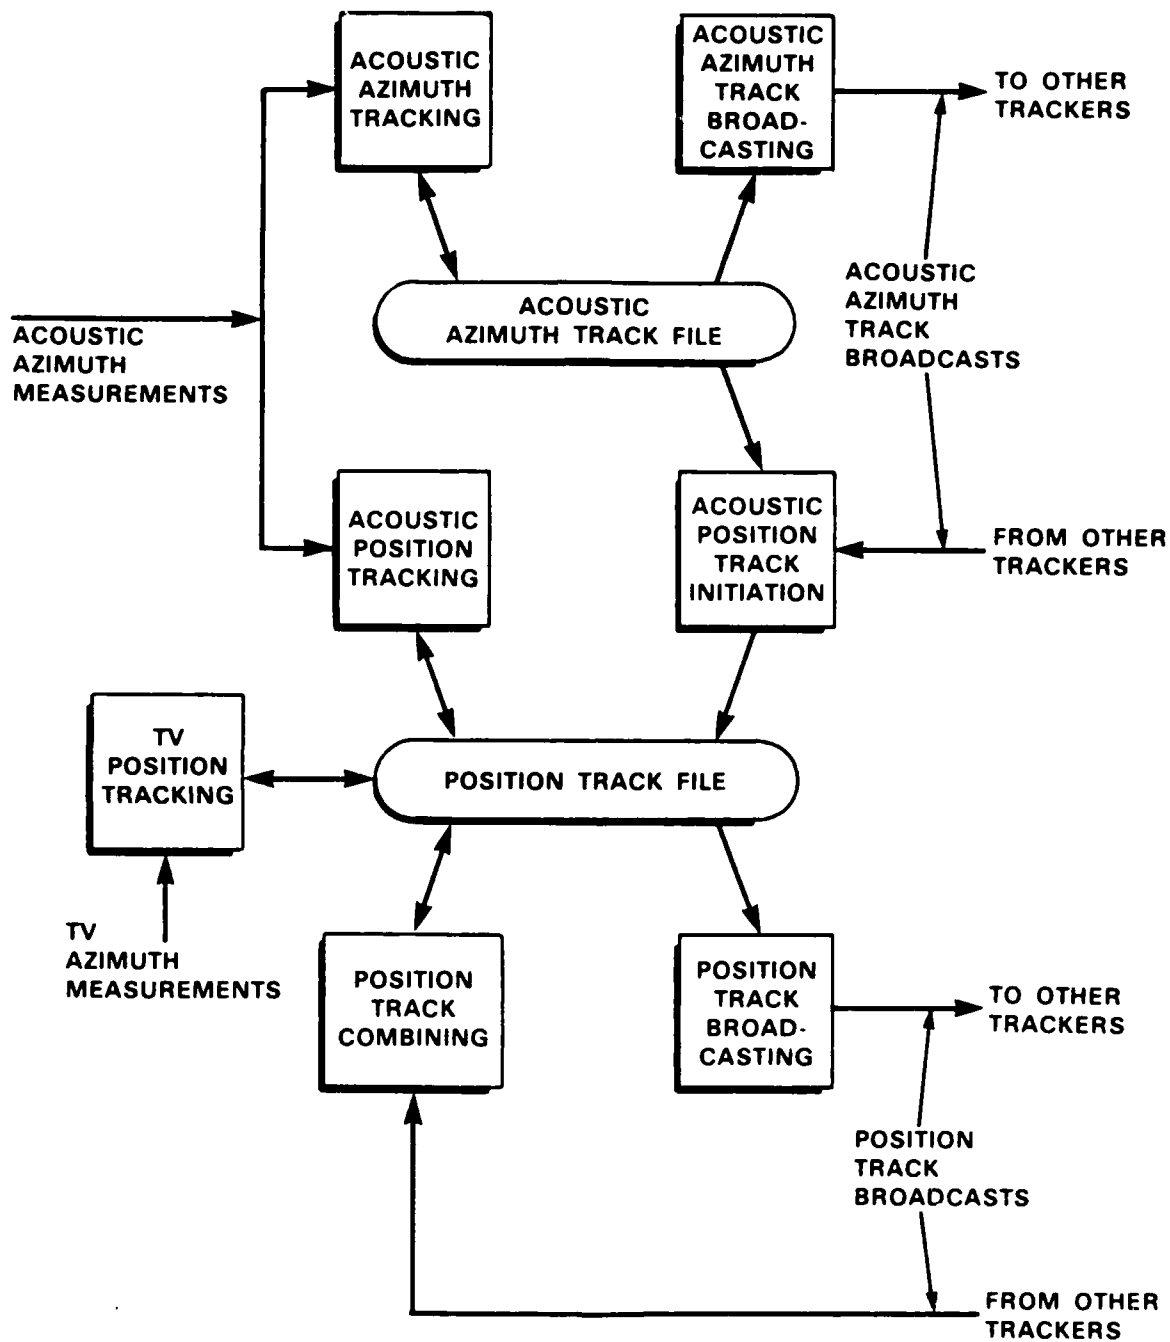 ACOUSTIC
AZIMUTH
TRACKING
ACOUSTIC
AZIMUTH
TRACK
BROAD-
CASTING
TO OTHER
TRACKERS
ACOUSTIC
AZIMUTH TRACK FILE
ACOUSTIC
AZIMUTH
TRACK
BROADCASTS
ACOUSTIC
AZIMUTH
MEASUREMENTS
ACOUSTIC
POSITION
TRACKING
ACOUSTIC
POSITION
TRACK
INITIATION
FROM OTHER
TRACKERS
TV
POSITION
TRACKING
POSITION TRACK FILE
TV
AZIMUTH
MEASUREMENTS
POSITION
TRACK
COMBINING
POSITION
TRACK
BROAD-
CASTING
TO OTHER
TRACKERS
POSITION
TRACK
BROADCASTS
FROM OTHER
TRACKERS